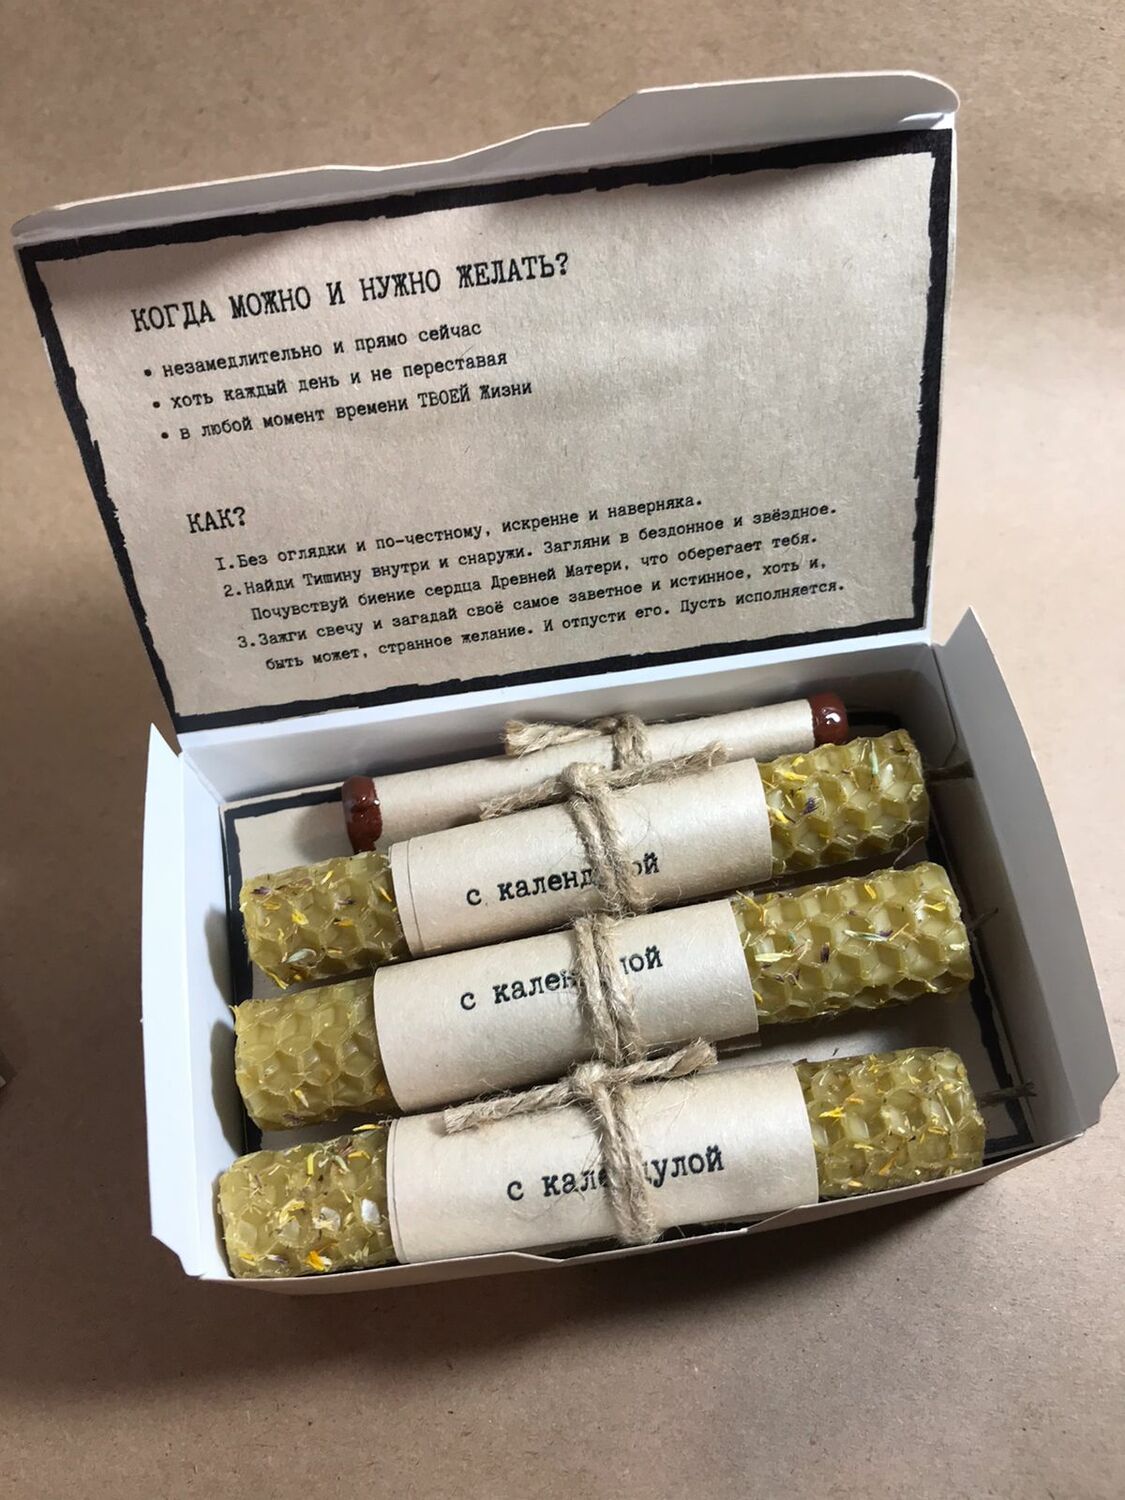 КОГДА МОЖНО И НУЖНО ЖЕЛАТЬ?
• незамедлительно и прямо сейчас
• хоть каждый день и не переставая
• в любой момент времени ТВОЕЙ Жизни
КАК?
1.Без оглядки и по-честному, искренне и наверняка.
2.Найди Тишину внутри и снаружи. Загляни в бездонное и звёздное.
Почувствуй биение сердца Древней Матери, что оберегает тебя.
3.Зажги свечу и загадай своё самое заветное и истинное, хоть и,
быть может, странное желание. И отпусти его. Пусть исполняется.
с календулой
с календулой
с календулой